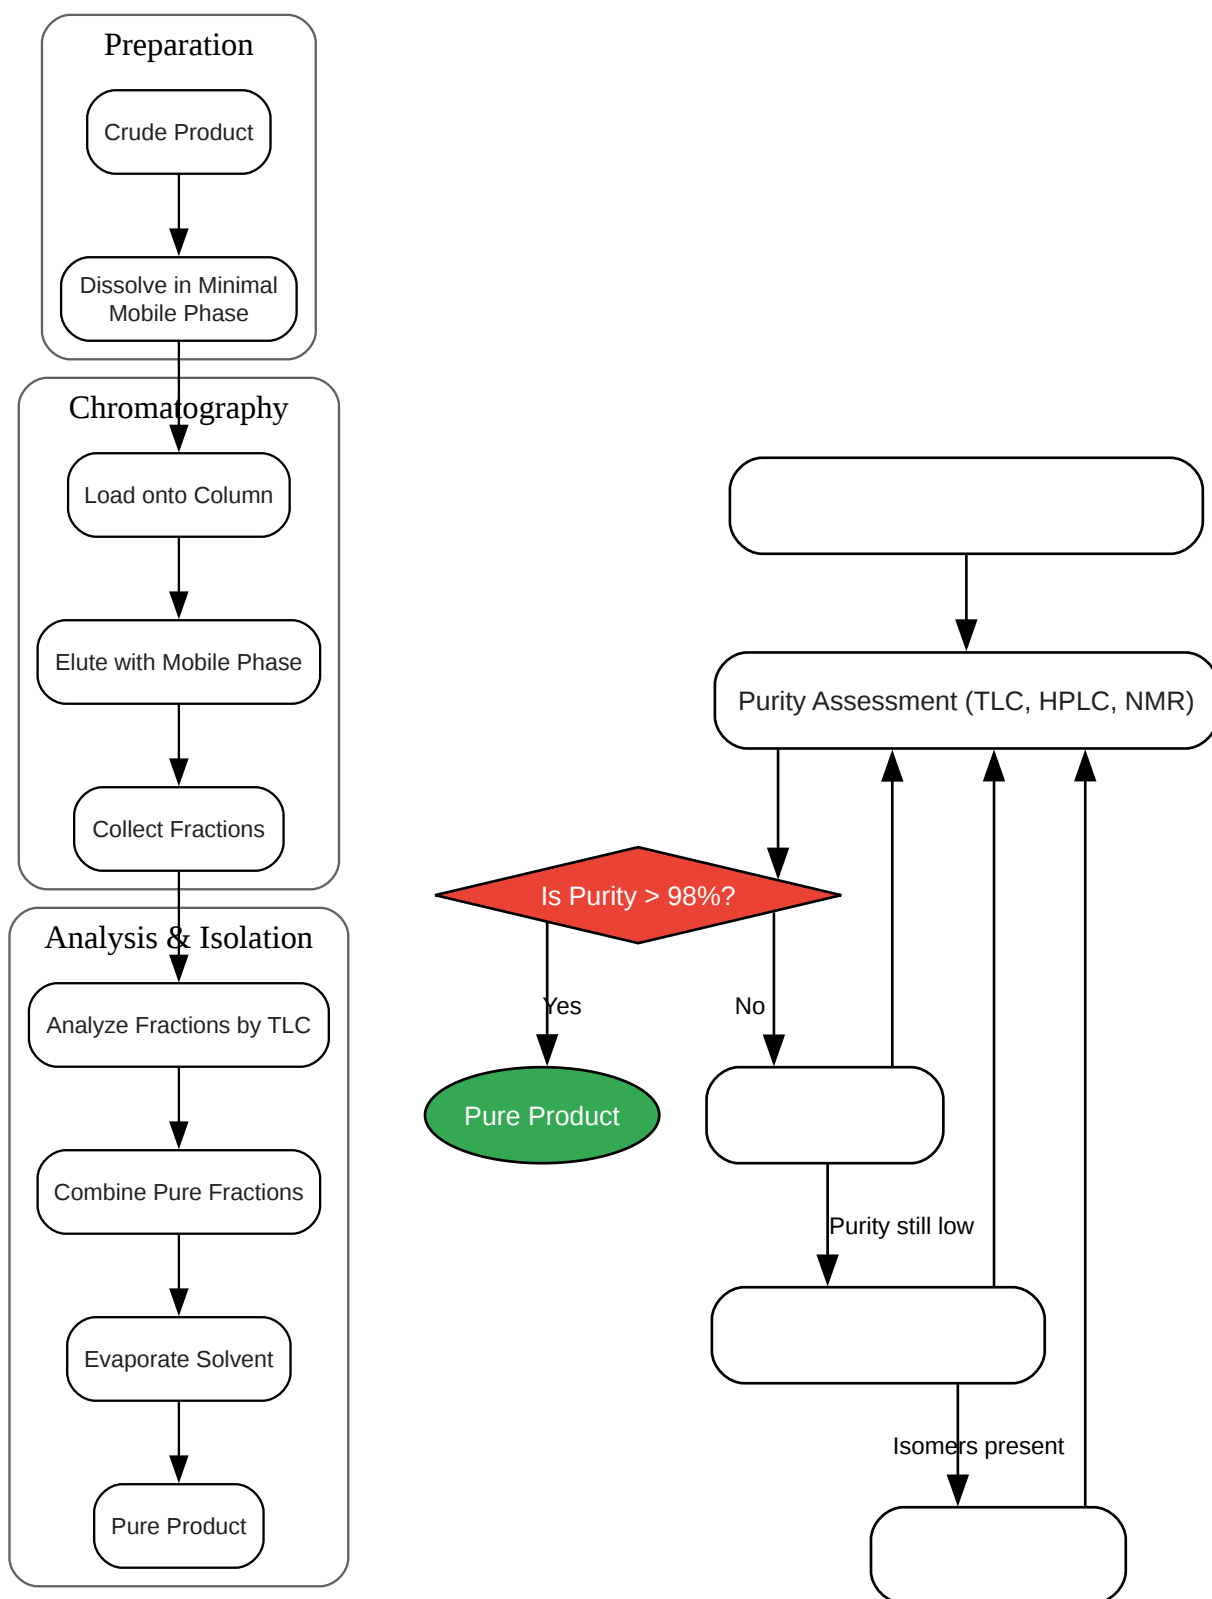 Preparation
Crude Product
Dissolve in Minimal
Mobile Phase
Chromatography
Load onto Column
Elute with Mobile Phase
Collect Fractions
Analysis & Isolation
Analyze Fractions by TLC
Combine Pure Fractions
Evaporate Solvent
Pure Product
Purity Assessment (TLC, HPLC, NMR)
Is Purity > 98%?
Yes
No
Pure Product
Purity still low
Isomers present